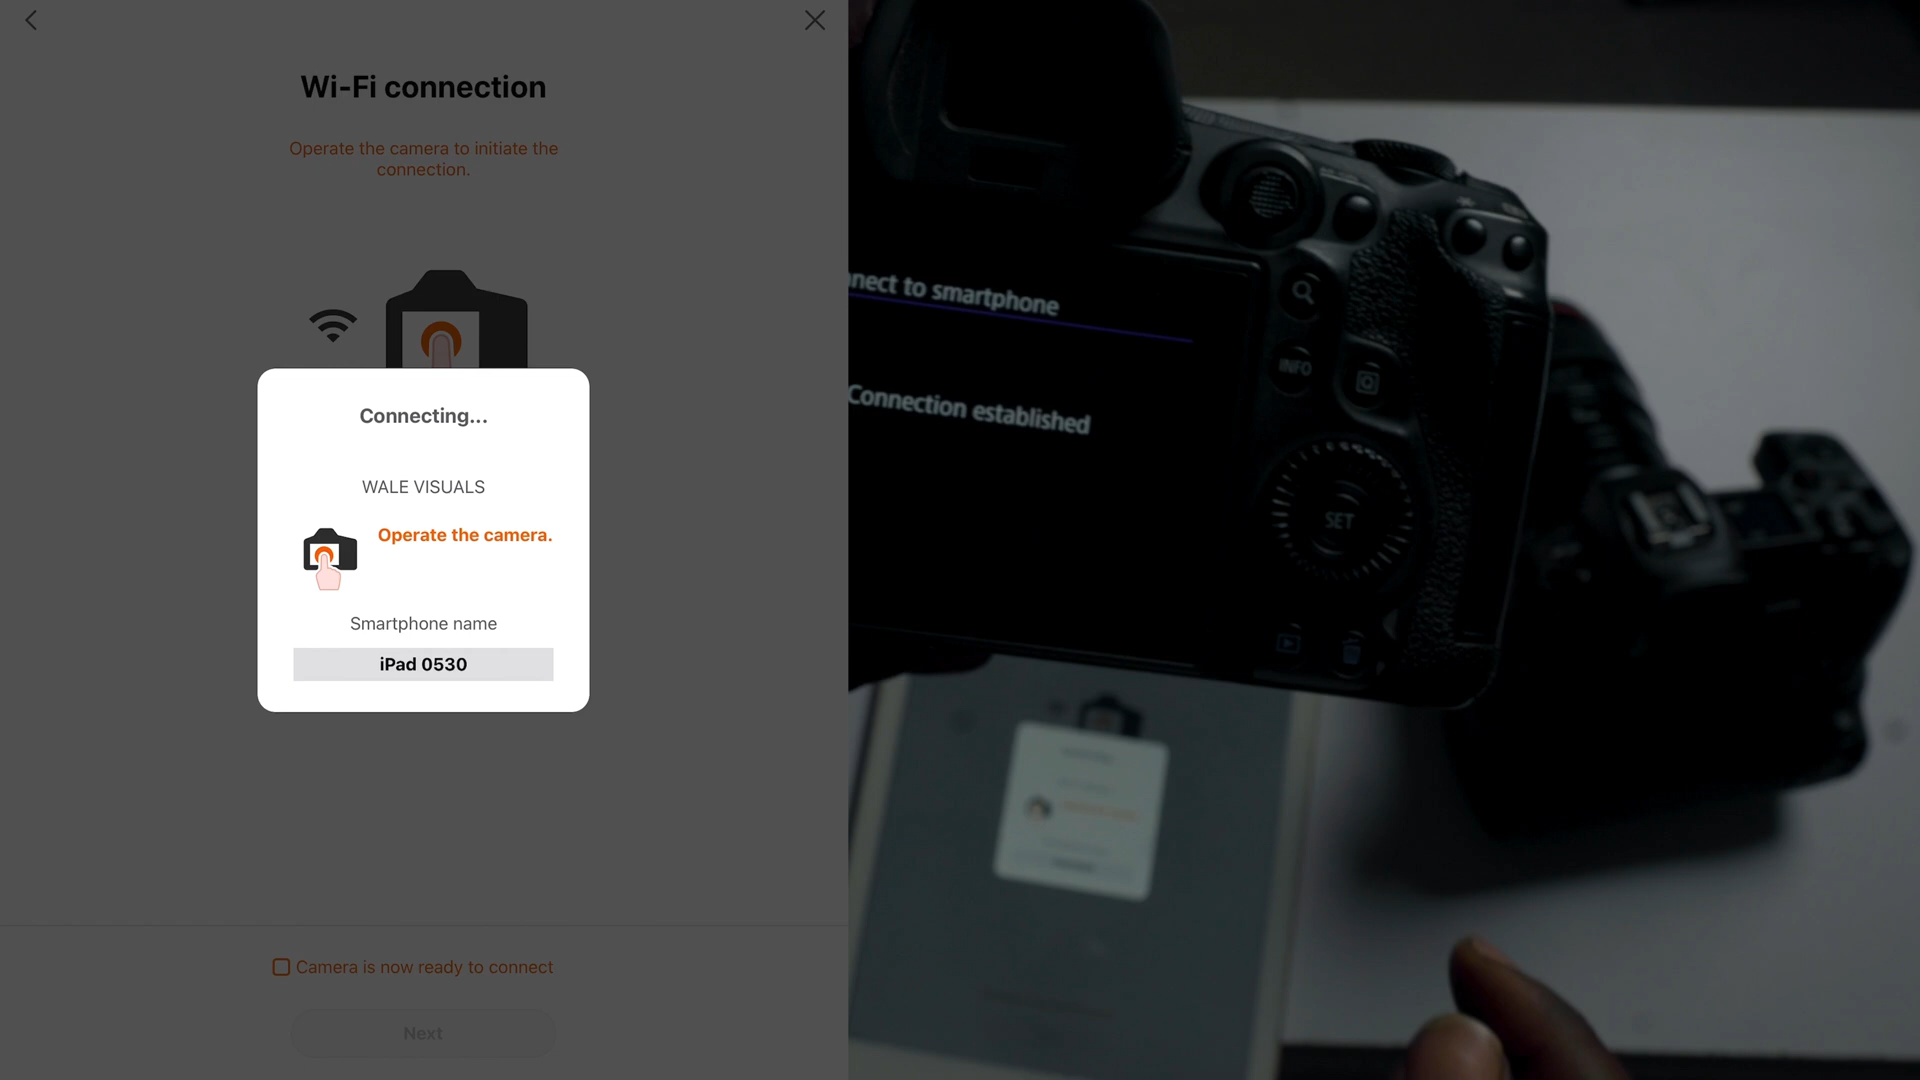 Wi-Fi connection
Operate the camera to initiate the
connection.
Connecting...
WALE VISUALS
Operate the camera.
Smartphone name
iPad 0530
Camera is now ready to connect
Next
to smartphone
Connection established
INFO
SET